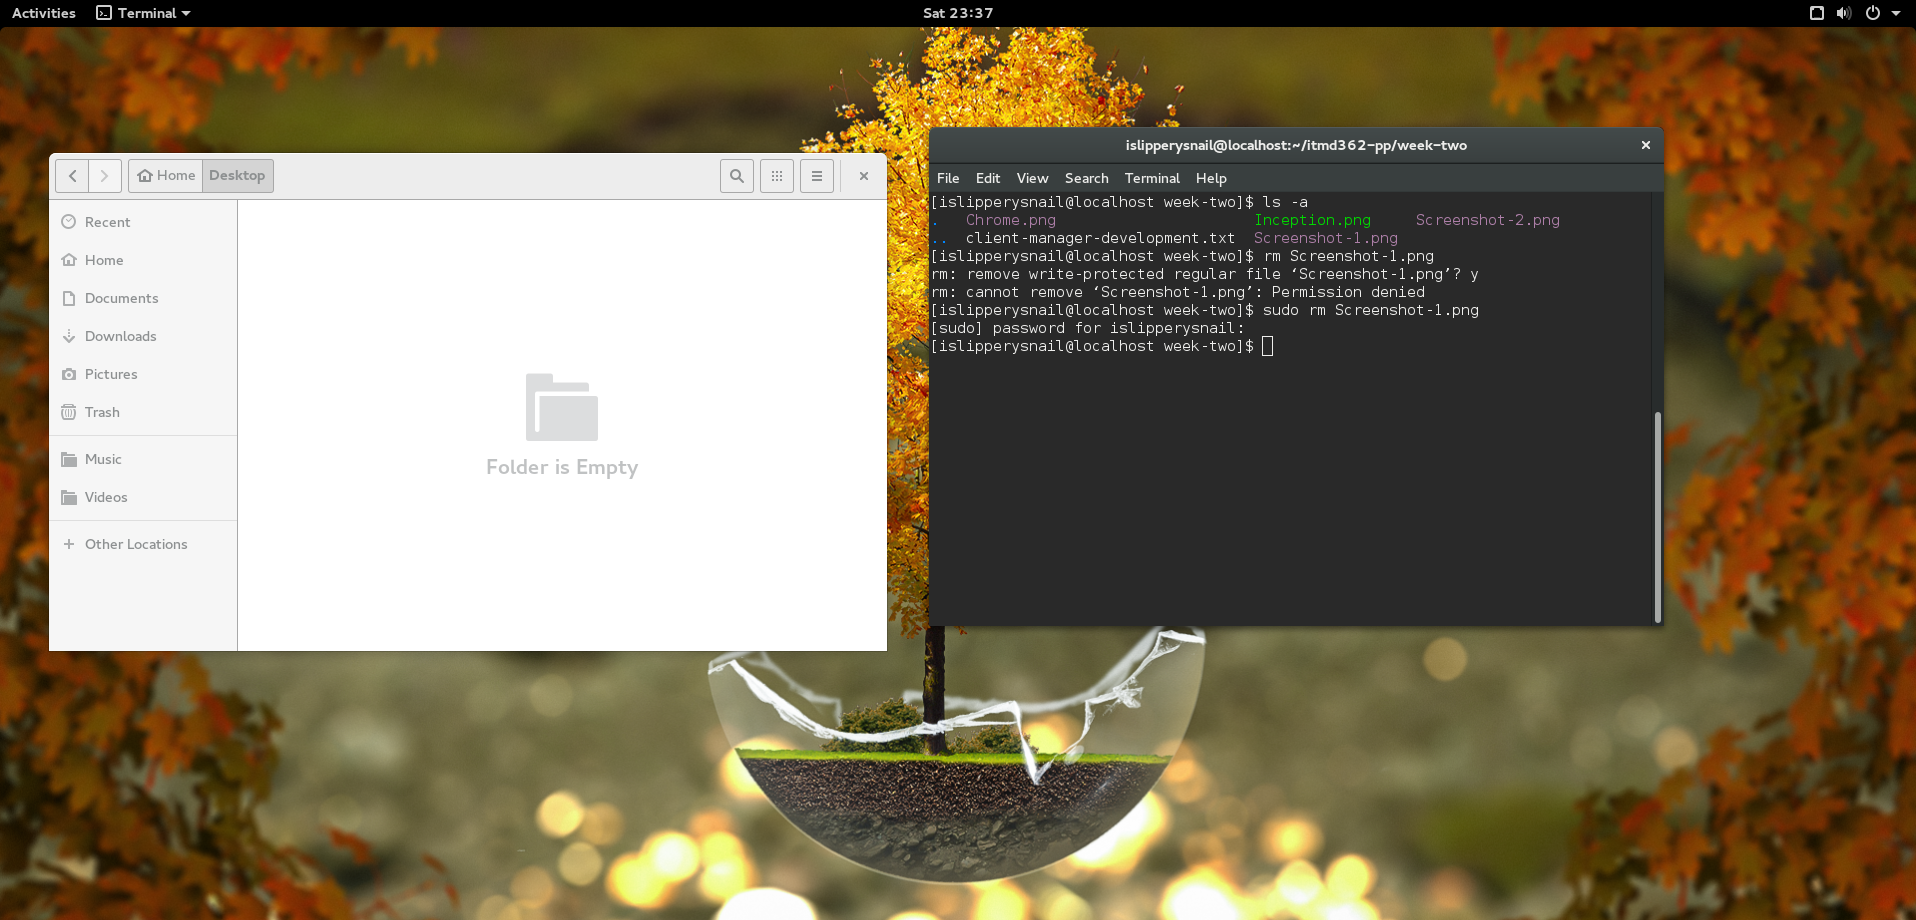 Activities Terminal Sat 23:37
Home Desktop
Recent
Home
Documents
Downloads
Pictures
Trash
Music
Videos
Other Locations
Folder is Empty
islipperysnail@localhost:~/itmd362-pp/week-two
File Edit View Search Terminal Help
[islipperysnail@localhost week-two]$ ls -a
. Chrome.png Inception.png Screenshot-2.png
.. client-manager-development.txt Screenshot-1.png
[islipperysnail@localhost week-two]$ rm Screenshot-1.png
rm: remove write-protected regular file ‘Screenshot-1.png’? y
rm: cannot remove ‘Screenshot-1.png’: Permission denied
[islipperysnail@localhost week-two]$ sudo rm Screenshot-1.png
[sudo] password for islipperysnail:
[islipperysnail@localhost week-two]$